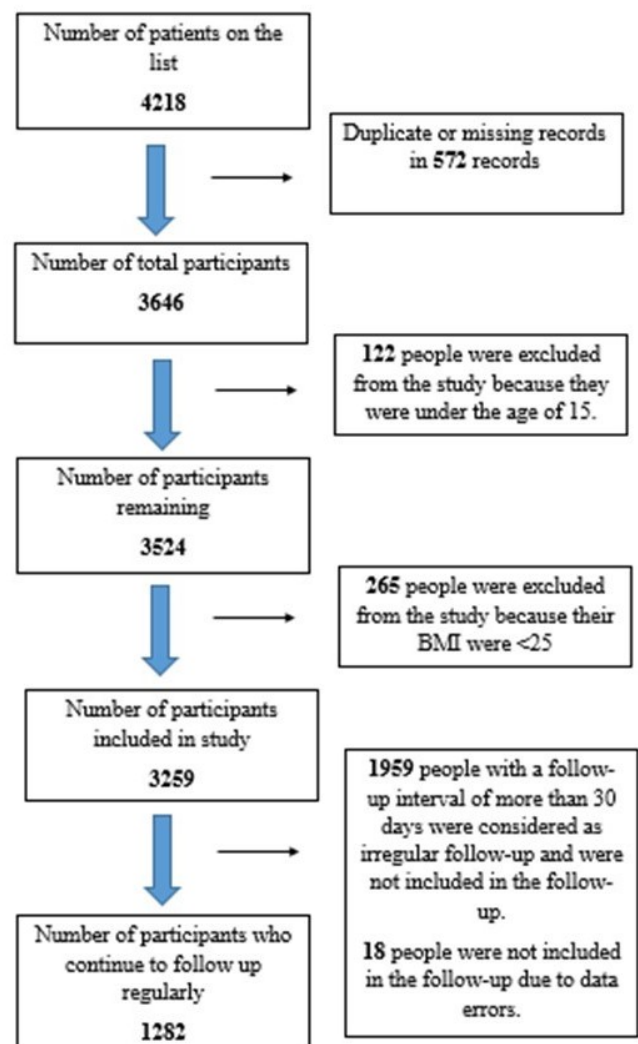 Number of patients on the
list
4218
Duplicate or missing records
in 572 records
Number of total participants
3646
122 people were excluded
from the study because they
were under the age of 15.
Number of participants
remaining
3524
265 people were excluded
from the study because their
BMI were <25
Number of participants
included in study
3259
1959 people with a follow-
up interval of more than 30
days were considered as
irregular follow-up and were
not included in the follow-
up.
18 people were not included
in the follow-up due to data
errors.
Number of participants who
continue to follow up
regularly
1282